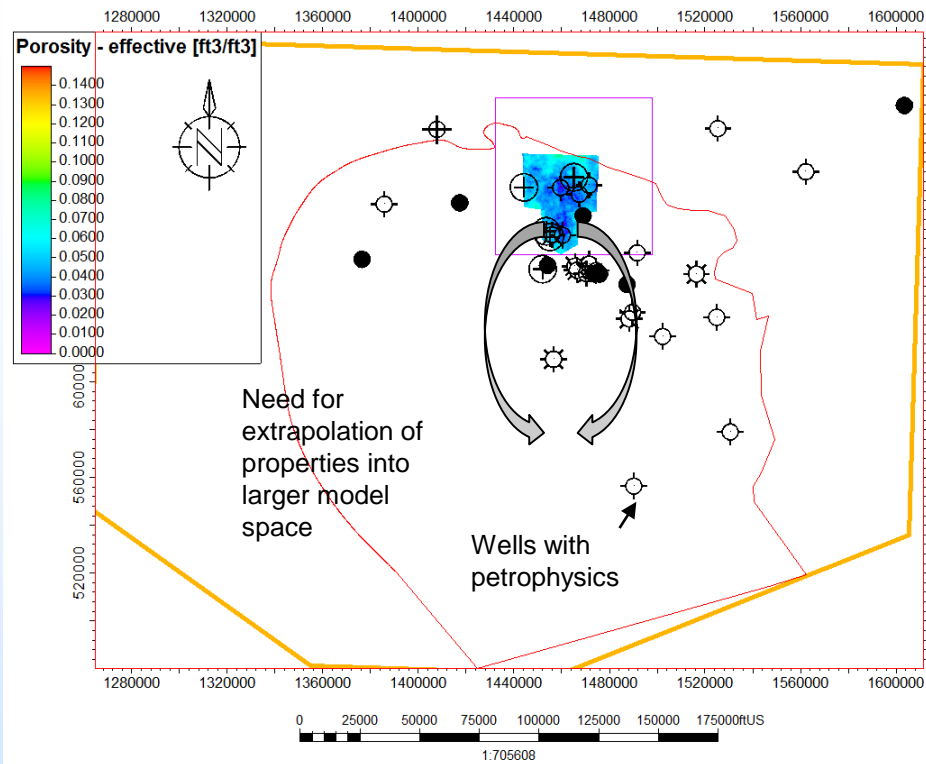 1280000 1320000 1360000 1400000 1440000 1480000 1520000 1560000 1600000
Porosity - effective [ft3/ft3]
0.1400
0.1300
0.1200
0.1100
0.1000
0.0900
0.0800
0.0700
0.0600
0.0500
0.0400
0.0300
0.0200
0.0100
0.0000
N
560000
520000
Need for
extrapolation of
properties into
larger model
space
Wells with
petrophysics
1280000 1320000 1360000 1400000 1440000 1480000 1520000 1560000 1600000
0 25000 50000 75000 100000 125000 150000 175000ftUS
1:705608